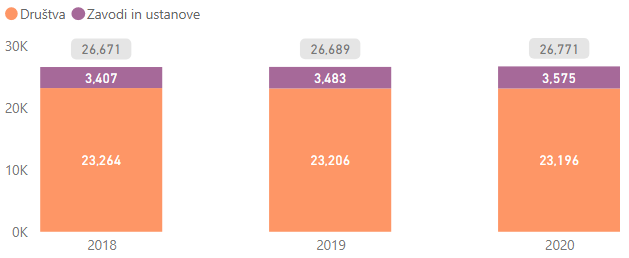 Društva Zavodi in ustanove
30K
26,671 26,689 26,771
3,407 3,483 3,575
20K
23,264 23,206 23,196
10K
0K
2018 2019 2020